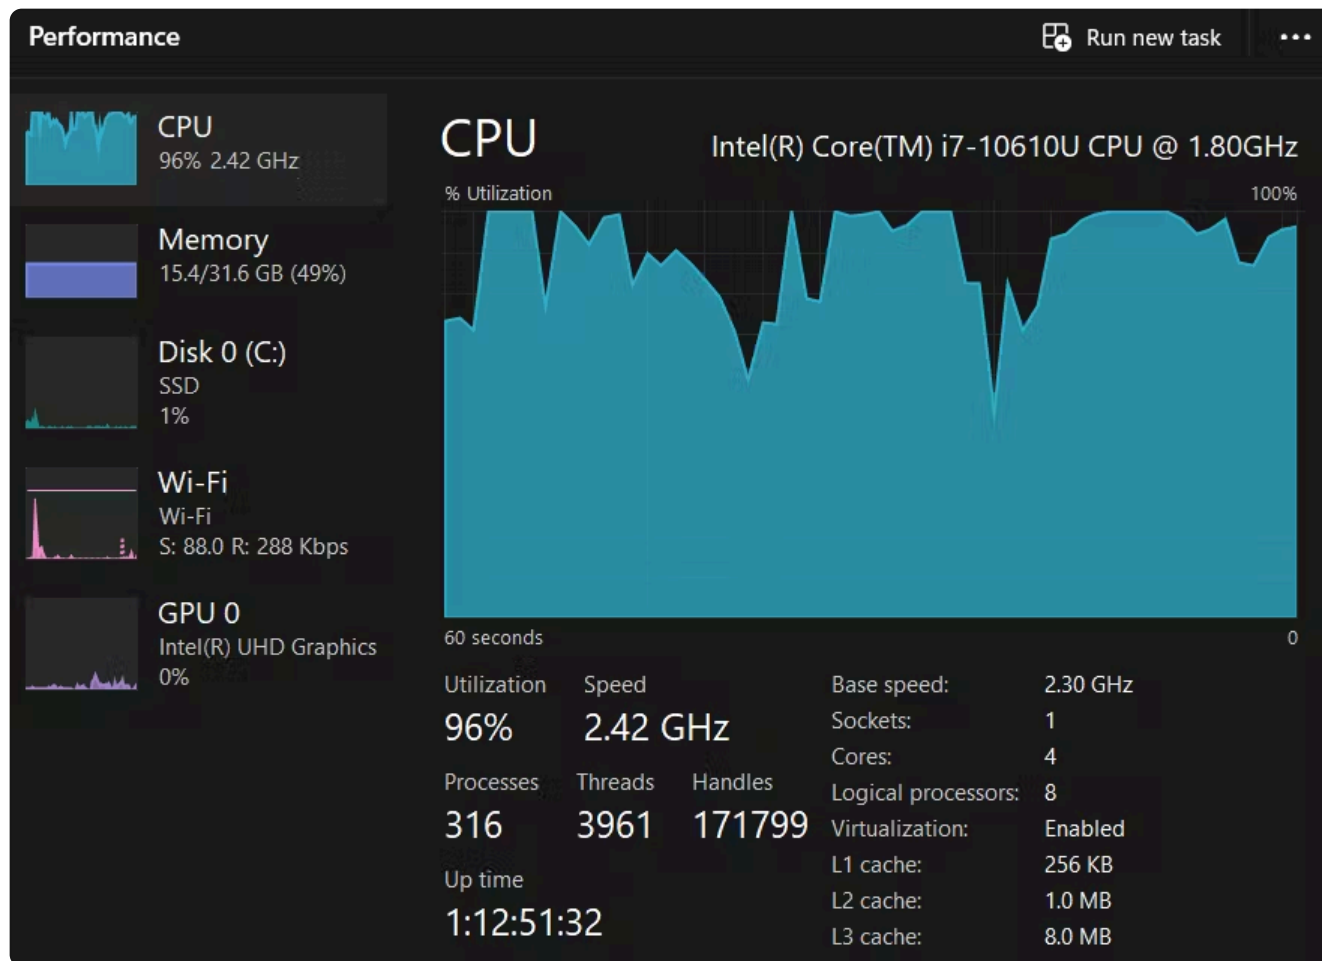 Performance
Run new task
CPU
96% 2.42 GHz
Memory
15.4/31.6 GB (49%)
Disk 0 (C:)
SSD
1%
Wi-Fi
Wi-Fi
S: 88.0 R: 288 Kbps
GPU 0
Intel(R) UHD Graphics
0%
CPU
Intel(R) Core(TM) i7-10610U CPU @ 1.80GHz
% Utilization 100%
60 seconds 0
Utilization Speed
96% 2.42 GHz
Processes Threads Handles
316 3961 171799
Up time
1:12:51:32
Base speed: 2.30 GHz
Sockets: 1
Cores: 4
Logical processors: 8
Virtualization: Enabled
L1 cache: 256 KB
L2 cache: 1.0 MB
L3 cache: 8.0 MB